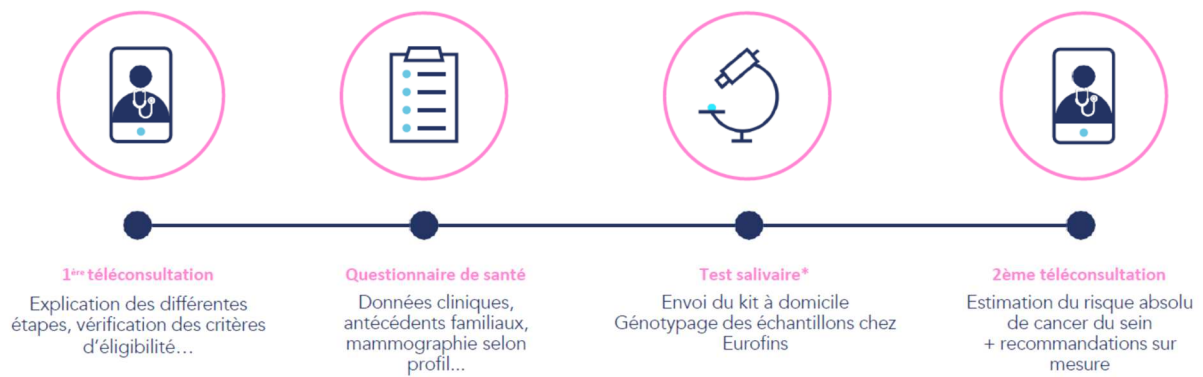 1ére téléconsultation
Explication des différentes
étapes, vérification des critères
d'éligibilité…
Questionnaire de santé
Données cliniques,
antécédents familiaux,
mammographie selon
profil...
Test salivaire*
Envoi du kit à domicile
Génotypage des échantillons chez
Eurofins
2ème téléconsultation
Estimation du risque absolu
de cancer du sein
+ recommandations sur
mesure